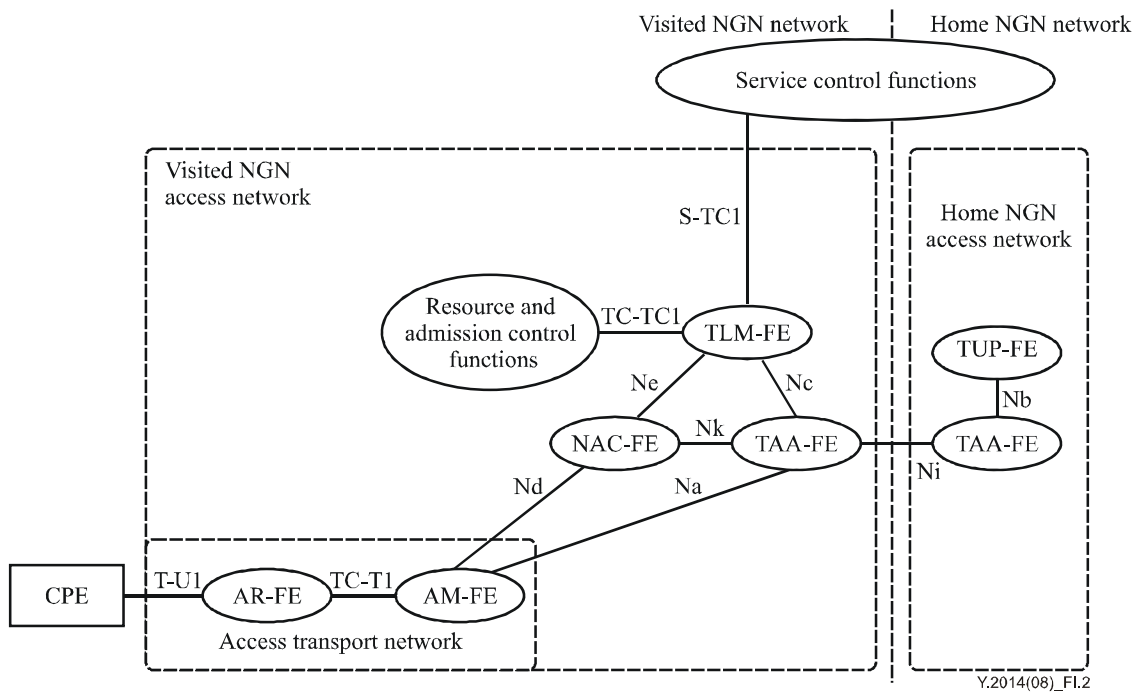 Visited NGN network
Home NGN network
Service control functions
Visited NGN
access network
S-TC1
Home NGN
access network
Resource and
admission control
functions
TC-TC1
TLM-FE
TUP-FE
Ne
Nc
Nb
NAC-FE
Nk
TAA-FE
TAA-FE
Ni
Nd
Na
CPE
T-U1
AR-FE
TC-T1
AM-FE
Access transport network
Y.2014(08)_FI.2